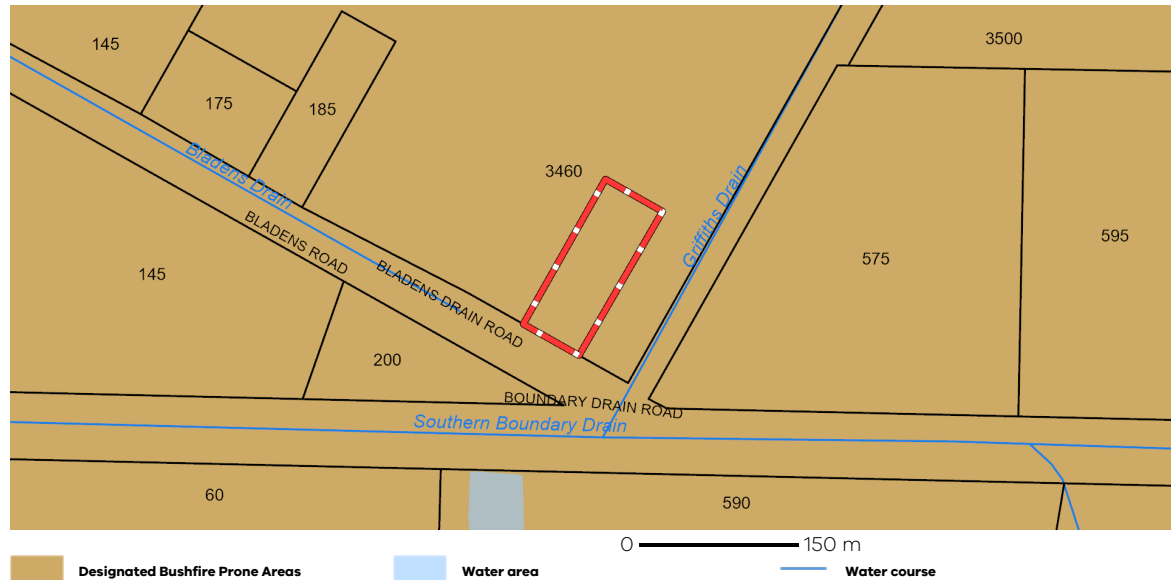 145
3500
175
185
3460
Bladens Drain
Griffiths Drain
BLADENS ROAD
595
575
145
BLADENS DRAIN ROAD
200
BOUNDARY DRAIN ROAD
Southern Boundary Drain
60
590
0 150 m
Designated Bushfire Prone Areas
Water area
Water course